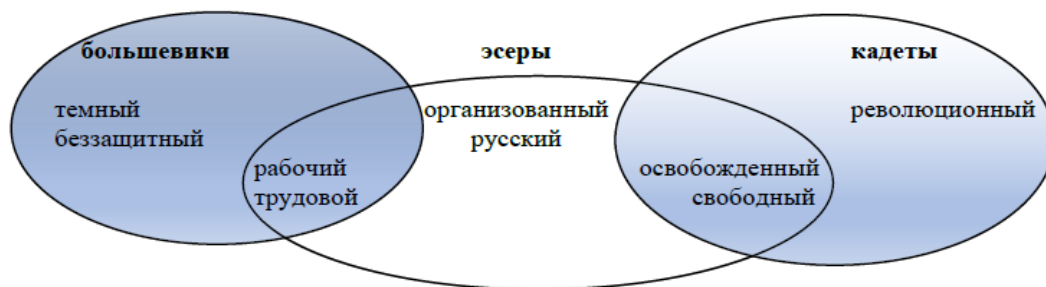 большевики
эсеры
кадеты
темный
беззащитный
организованный
русский
революционный
рабочий
трудовой
освобожденный
свободный